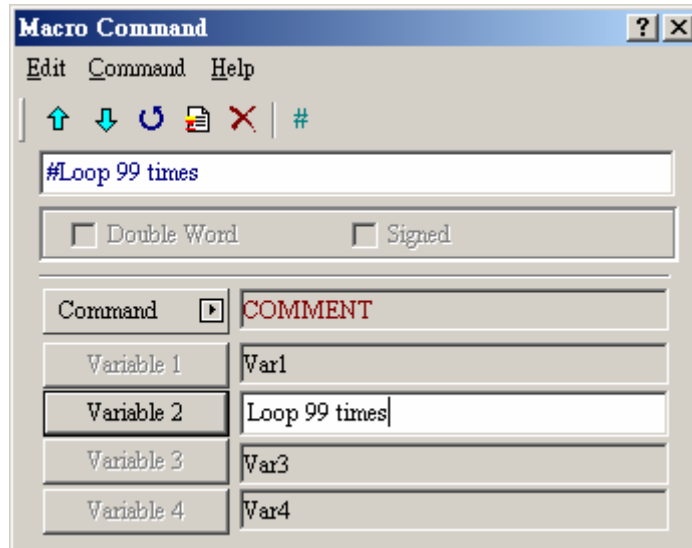 Macro Command
Edit Command Help
#
#Loop 99 times
Double Word Signed
Command COMMENT
Variable 1 Var1
Variable 2 Loop 99 times
Variable 3 Var3
Variable 4 Var4